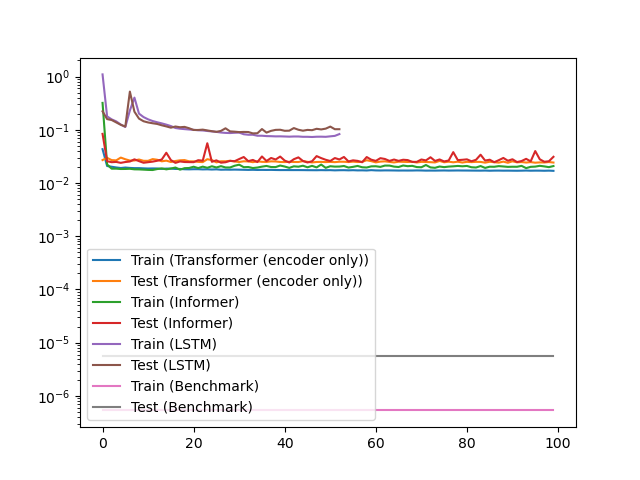 10⁰
10⁻¹
10⁻²
10⁻³
10⁻⁴
10⁻⁵
10⁻⁶
Train (Transformer (encoder only))
Test (Transformer (encoder only))
Train (Informer)
Test (Informer)
Train (LSTM)
Test (LSTM)
Train (Benchmark)
Test (Benchmark)
0 20 40 60 80 100